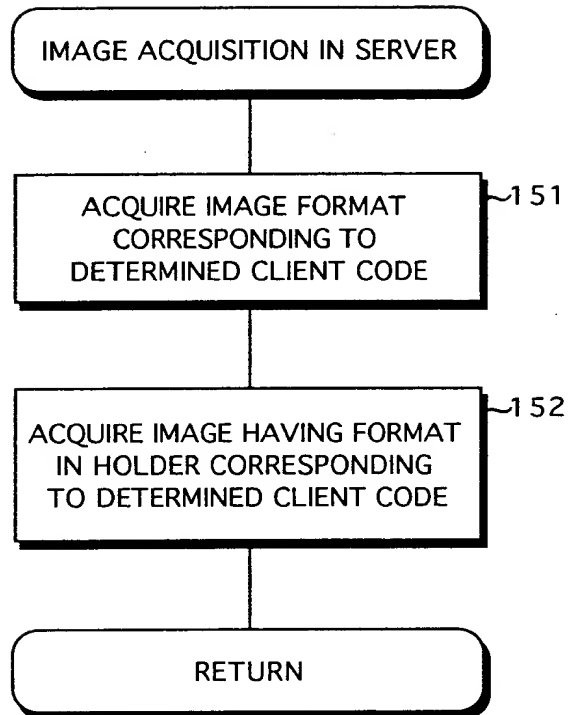 IMAGE ACQUISITION IN SERVER
151
ACQUIRE IMAGE FORMAT
CORRESPONDING TO
DETERMINED CLIENT CODE
152
ACQUIRE IMAGE HAVING FORMAT
IN HOLDER CORRESPONDING
TO DETERMINED CLIENT CODE
RETURN